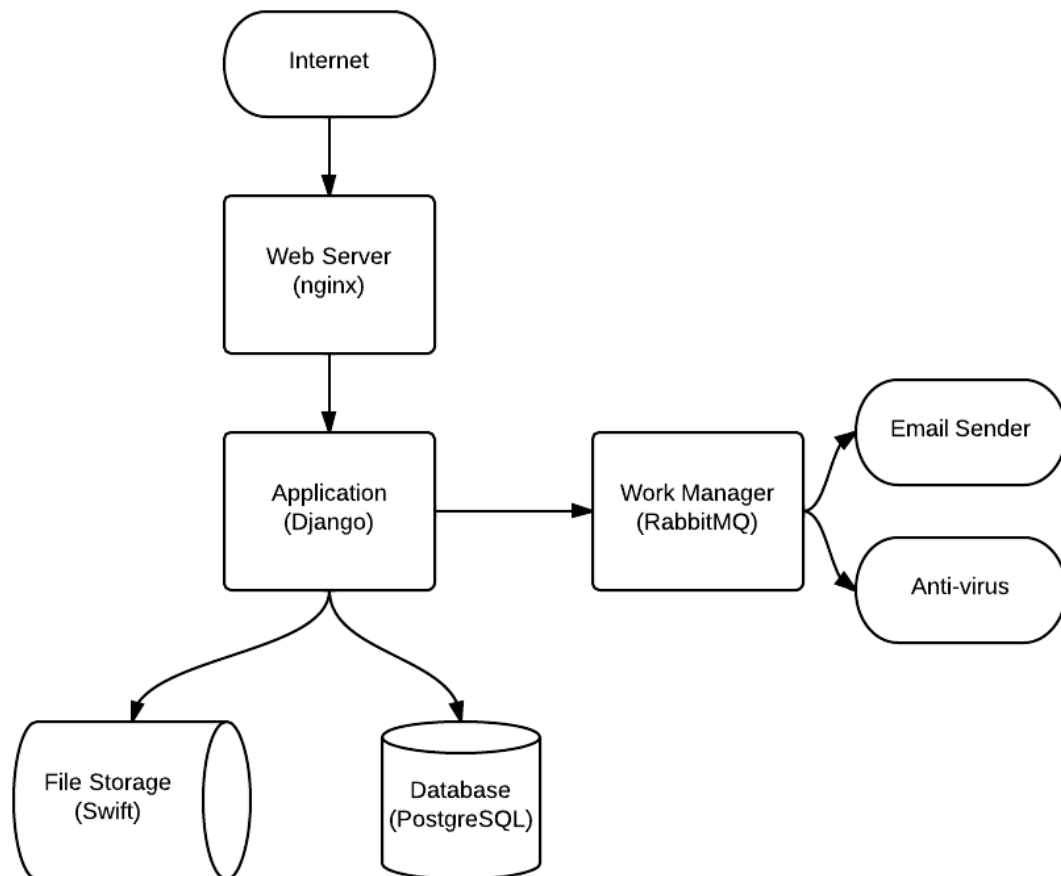 Internet
Web Server
(nginx)
Application
(Django)
Work Manager
(RabbitMQ)
Email Sender
Anti-virus
File Storage
(Swift)
Database
(PostgreSQL)